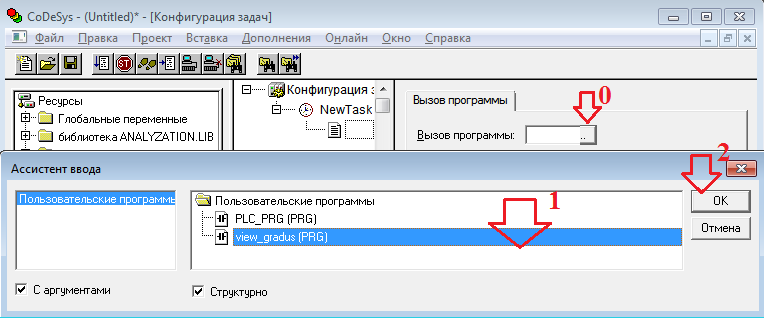 CoDeSys - (Untitled)* - [Конфигурация задач]
Файл Правка Проект Вставка Дополнения Онлайн Окно Справка
STOP
Ресурсы
Глобальные переменные
библиотека ANALYZATION.LIB
Конфигурация з
NewTask
Вызов программы
0
Вызов программы:
..
Ассистент ввода
2
Пользовательские программы
Пользовательские программы
PLC_PRG (PRG)
view_gradus (PRG)
1
OK
Отмена
С аргументами
Структурно